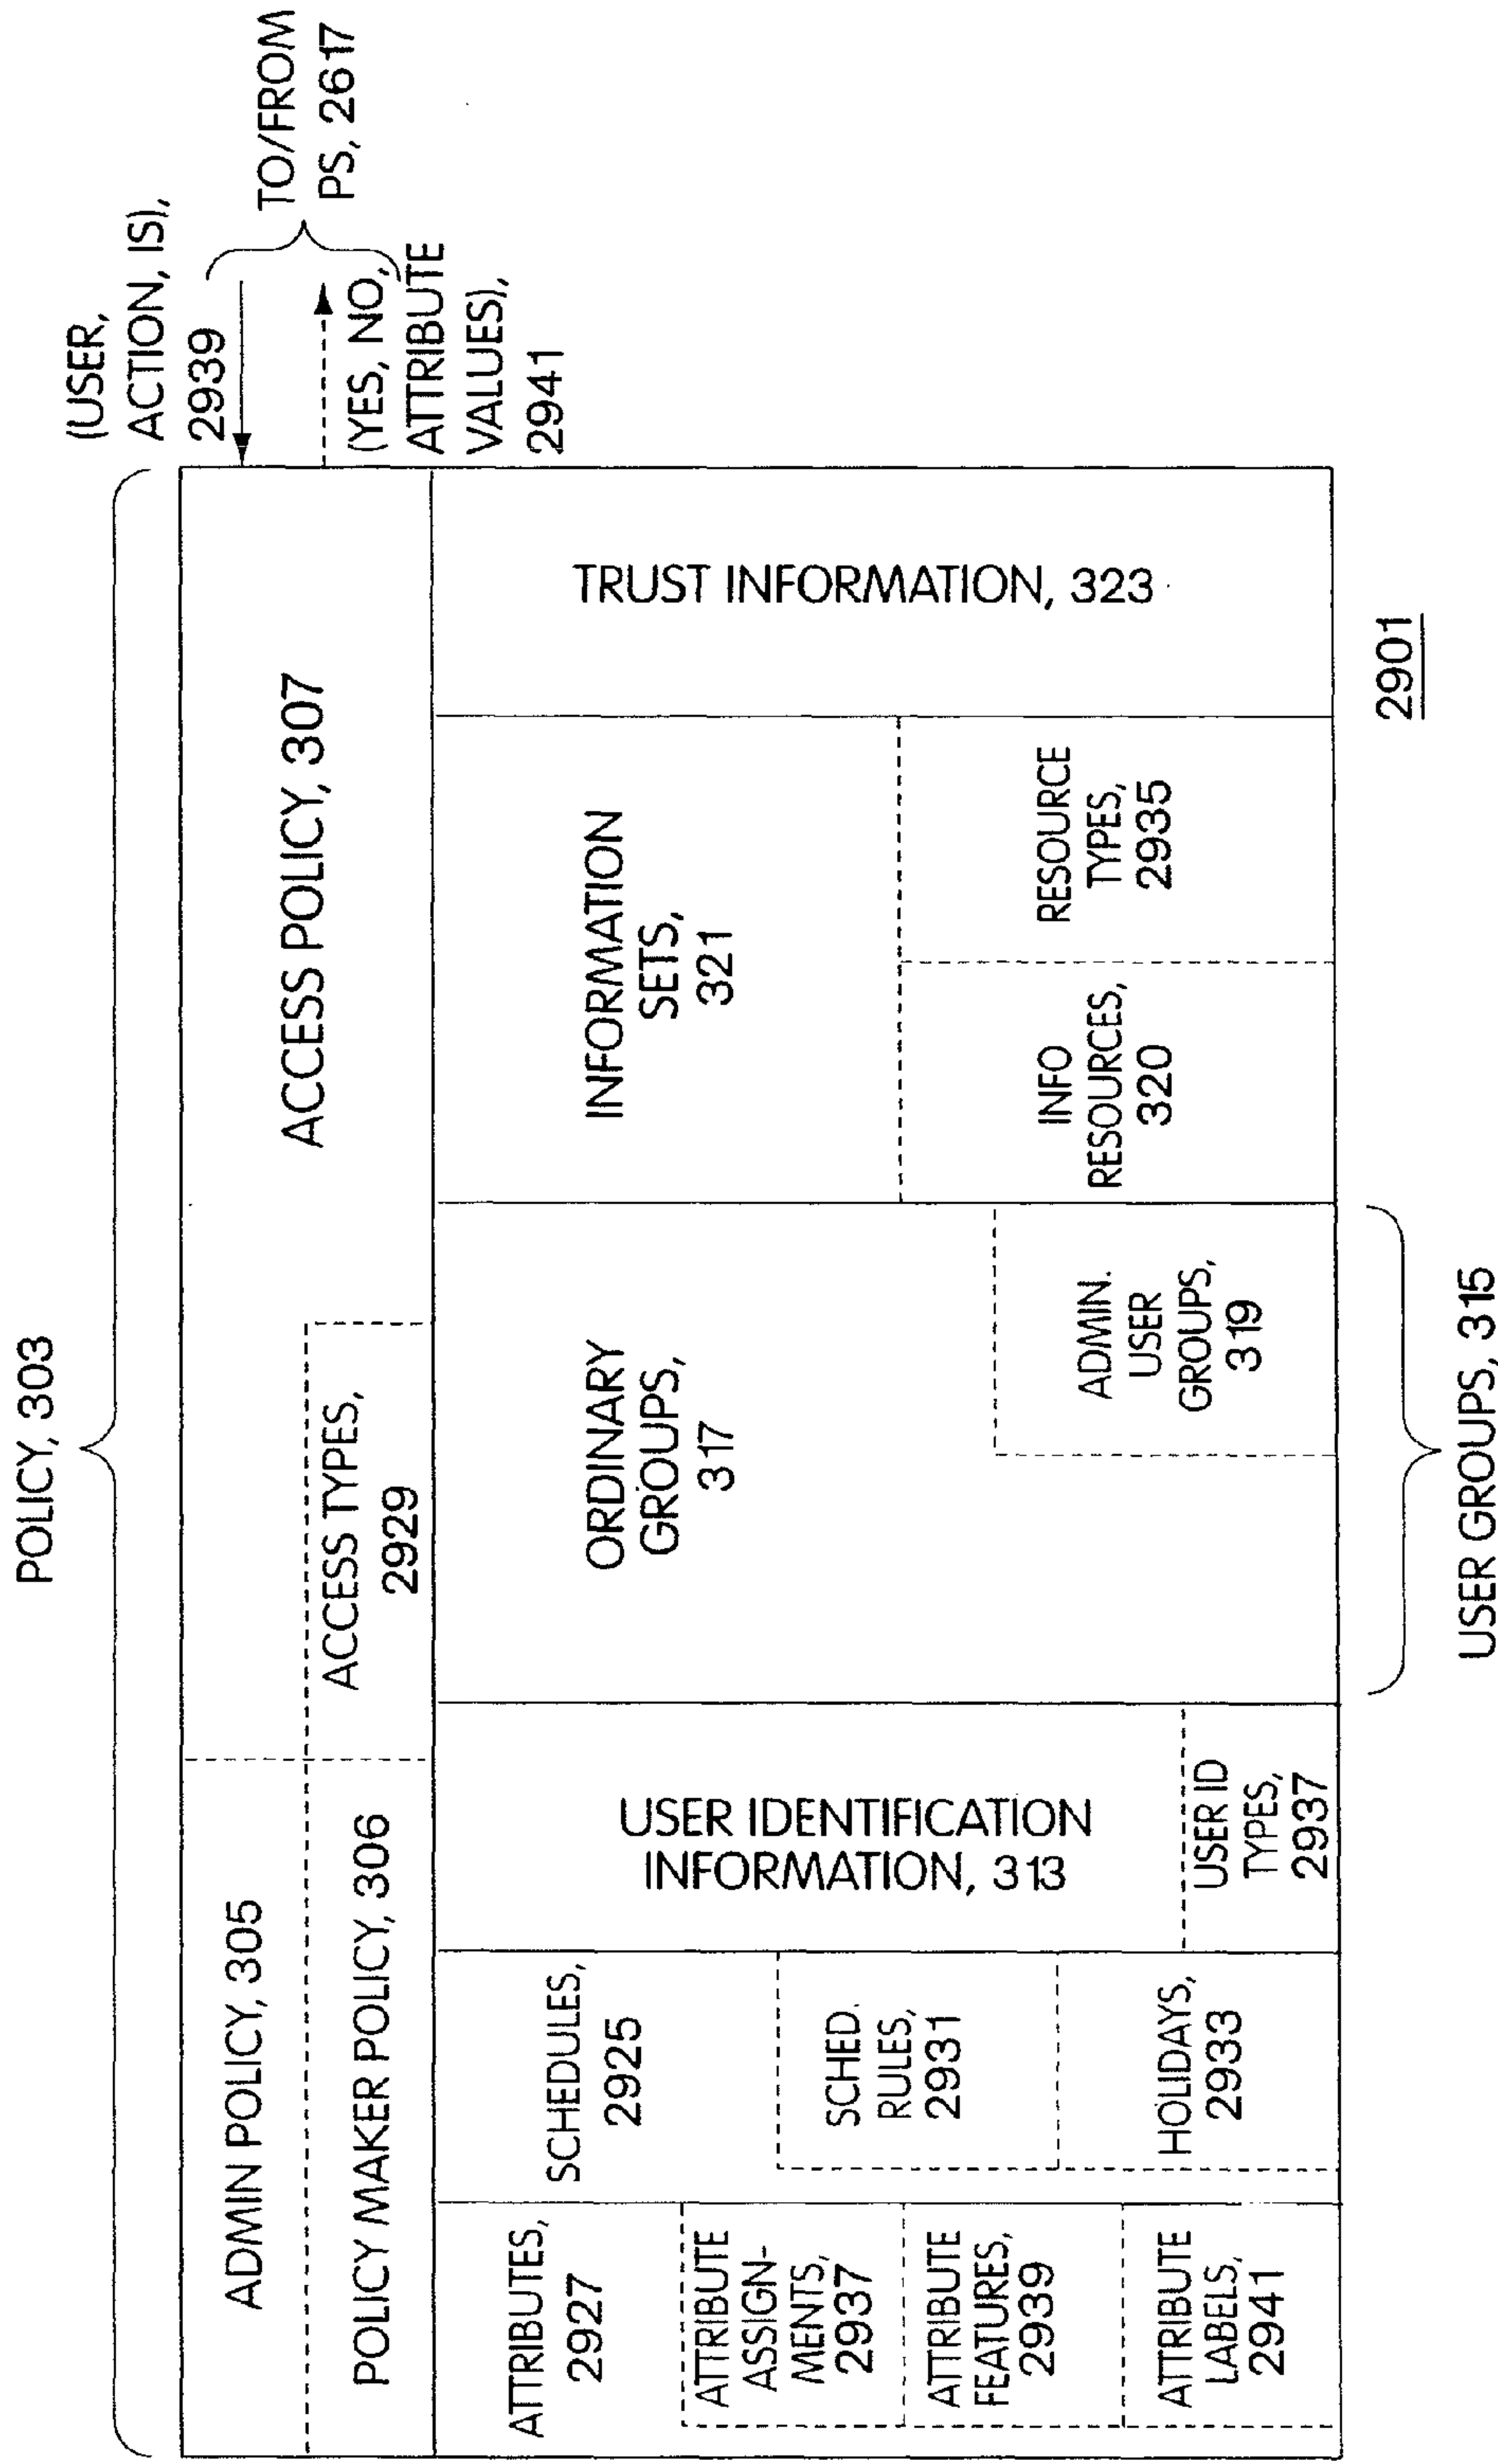 POLICY, 303
(USER,
ACTION, IS),
2939
TO/FROM
PS, 2617
(YES, NO,
ATTRIBUTE
VALUES),
2941
ADMIN POLICY, 305
POLICY MAKER POLICY, 306
ACCESS TYPES,
2929
ACCESS POLICY, 307
ATTRIBUTES,
2927
ATTRIBUTE
ASSIGN-
MENTS,
2937
ATTRIBUTE
FEATURES,
2939
ATTRIBUTE
LABELS,
2941
SCHEDULES,
2925
SCHED.
RULES,
2931
HOLIDAYS,
2933
USER IDENTIFICATION
INFORMATION, 313
USER ID
TYPES,
2937
ORDINARY
GROUPS,
317
ADMIN.
USER
GROUPS,
319
INFORMATION
SETS,
321
INFO
RESOURCES,
320
RESOURCE
TYPES,
2935
TRUST INFORMATION, 323
USER GROUPS, 315
2901